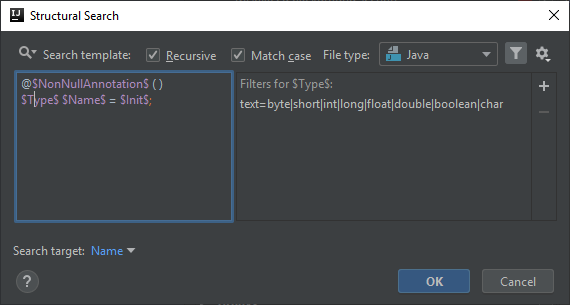 Structural Search
Search template: Recursive Match case File type: Java
@$NonNullAnnotation$ ()
$Type$ $Name$ = $Init$;
Filters for $Type$:
text=byte|short|int|long|float|double|boolean|char
Search target: Name
? OK Cancel